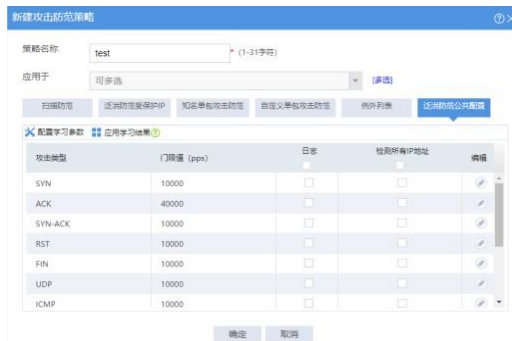 新建攻击防范策略
策略名称 test * (1-31字符)
应用于 可多选 [多选]
扫描防范 泛洪防范受保护IP 知名单包攻击防范 自定义单包攻击防范 例外列表 泛洪防范公共配置
配置学习参数 应用学习结果
攻击类型 门限值 (pps) 日志 检测所有IP地址 编辑
SYN 10000
ACK 40000
SYN-ACK 10000
RST 10000
FIN 10000
UDP 10000
ICMP 10000
确定 取消